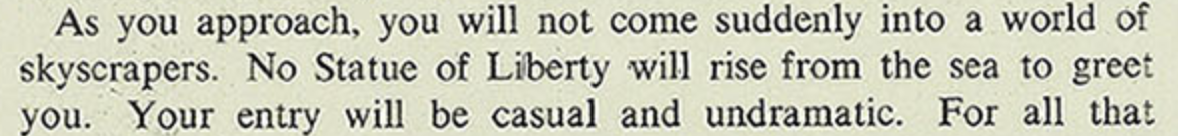 As you approach, you will not come suddenly into a world of
skyscrapers. No Statue of Liberty will rise from the sea to greet
you. Your entry will be casual and undramatic. For all that